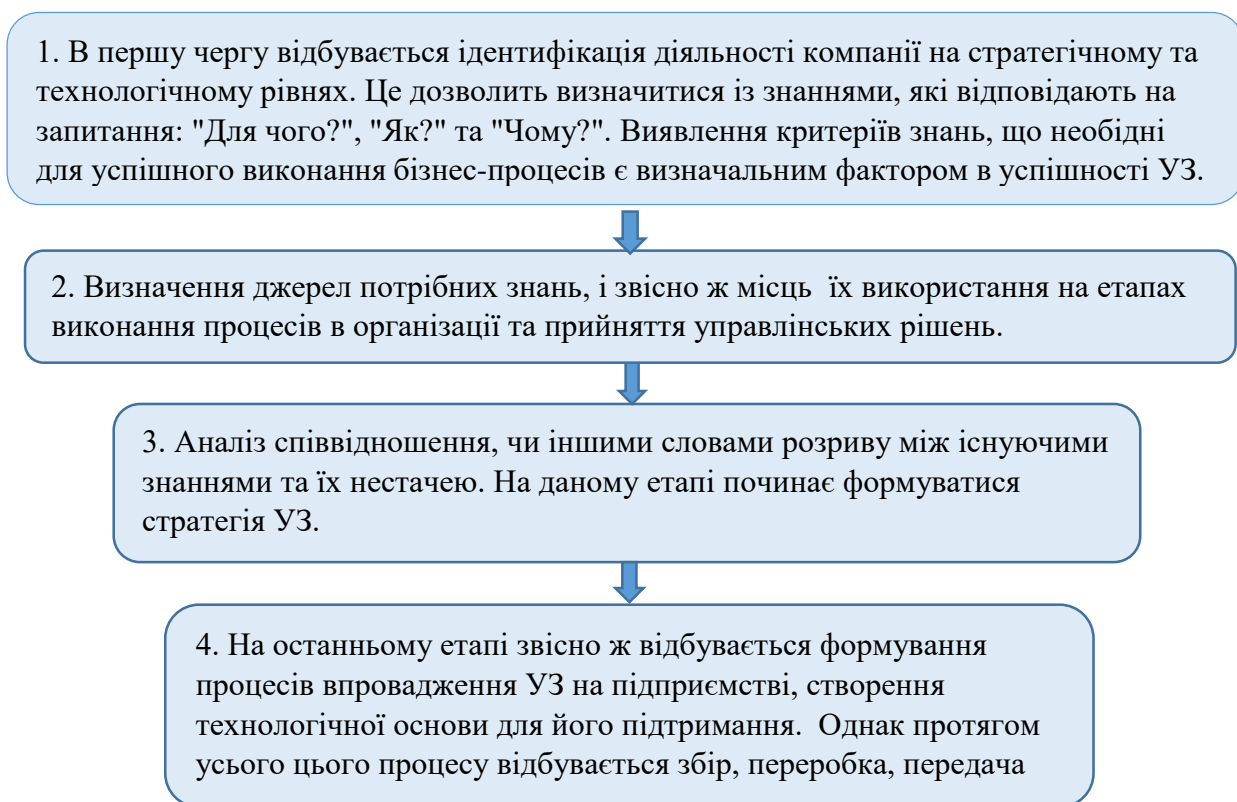 1. В першу чергу відбувається ідентифікація діяльності компанії на стратегічному та
технологічному рівнях. Це дозволить визначитися із знаннями, які відповідають на
запитання: "Для чого?", "Як?" та "Чому?". Виявлення критеріїв знань, що необідні
для успішного виконання бізнес-процесів є визначальним фактором в успішності УЗ.
2. Визначення джерел потрібних знань, і звісно ж місць  їх використання на етапах
виконання процесів в організації та прийняття управлінських рішень.
3. Аналіз співвідношення, чи іншими словами розриву між існуючими
знаннями та їх нестачею. На даному етапі починає формуватися
стратегія УЗ.
4. На останньому етапі звісно ж відбувається формування
процесів впровадження УЗ на підприємстві, створення
технологічної основи для його підтримання.  Однак протягом
усього цього процесу відбувається збір, переробка, передача